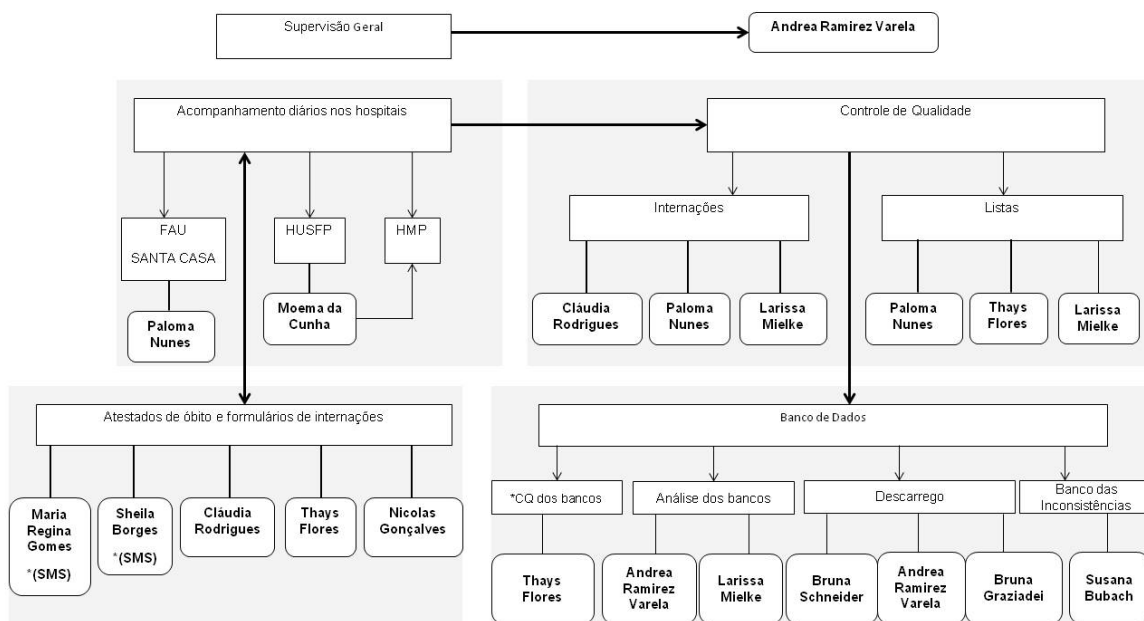 Supervisão Geral
Andrea Ramirez Varela
Acompanhamento diários nos hospitais
FAU
SANTA CASA
HUSFP
HMP
Paloma
Nunes
Moema da
Cunha
Controle de Qualidade
Internações
Listas
Cláudia
Rodrigues
Paloma
Nunes
Larissa
Mielke
Paloma
Nunes
Thays
Flores
Larissa
Mielke
Atestados de óbito e formulários de internações
Maria
Regina
Gomes
*(SMS)
Sheila
Borges
*(SMS)
Cláudia
Rodrigues
Thays
Flores
Nicolas
Gonçalves
Banco de Dados
*CQ dos bancos
Análise dos bancos
Descarrego
Banco das
Inconsistências
Thays
Flores
Andrea
Ramirez
Varela
Larissa
Mielke
Bruna
Schneider
Andrea
Ramirez
Varela
Bruna
Graziadei
Susana
Bubach